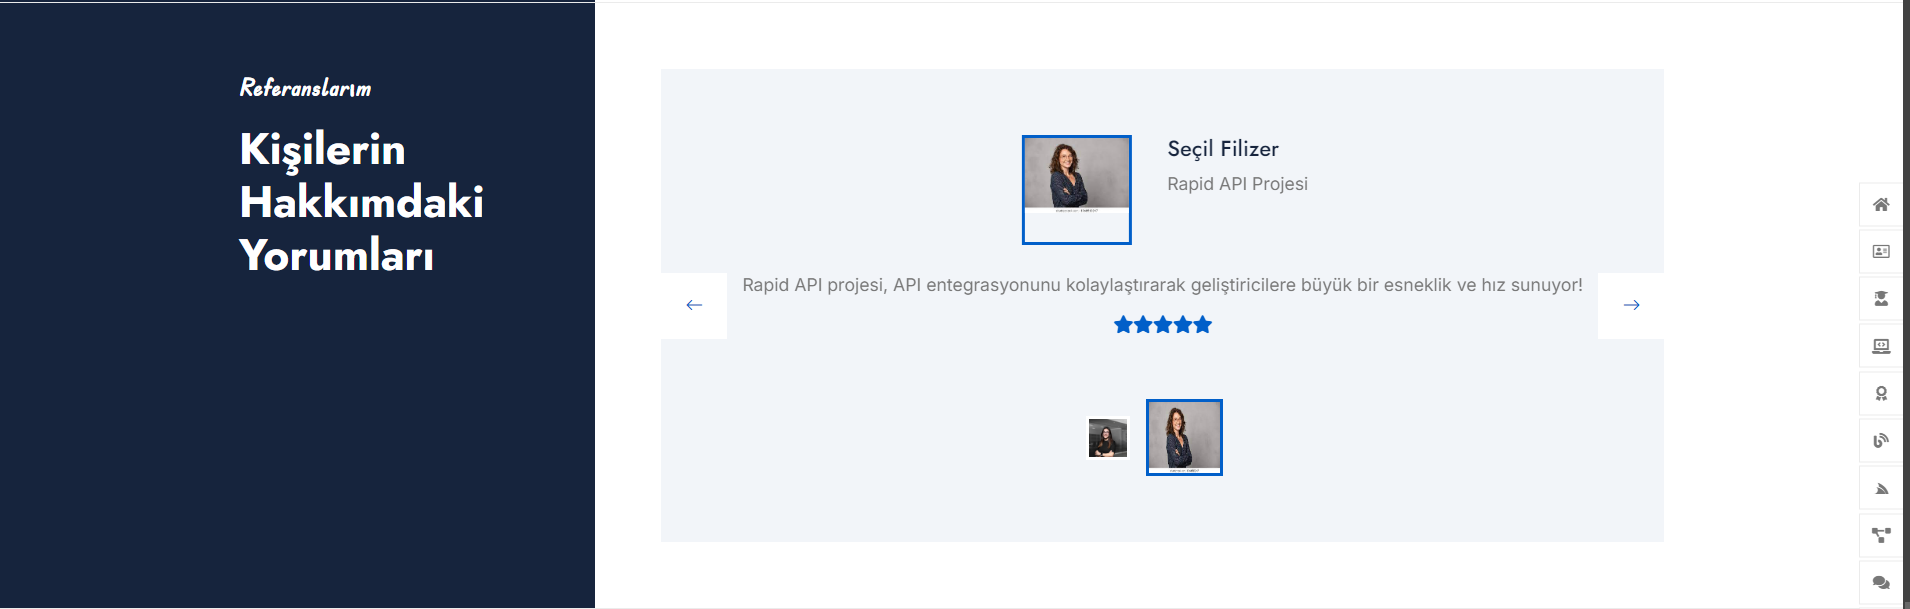 Referanslarım
Kişilerin
Hakkımdaki
Yorumları
Seçil Filizer
Rapid API Projesi
Rapid API projesi, API entegrasyonunu kolaylaştırarak geliştiricilere büyük bir esneklik ve hız sunuyor!